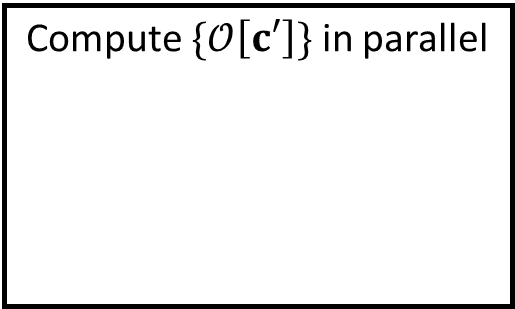 Compute {𝒪[𝐜′]} in parallel